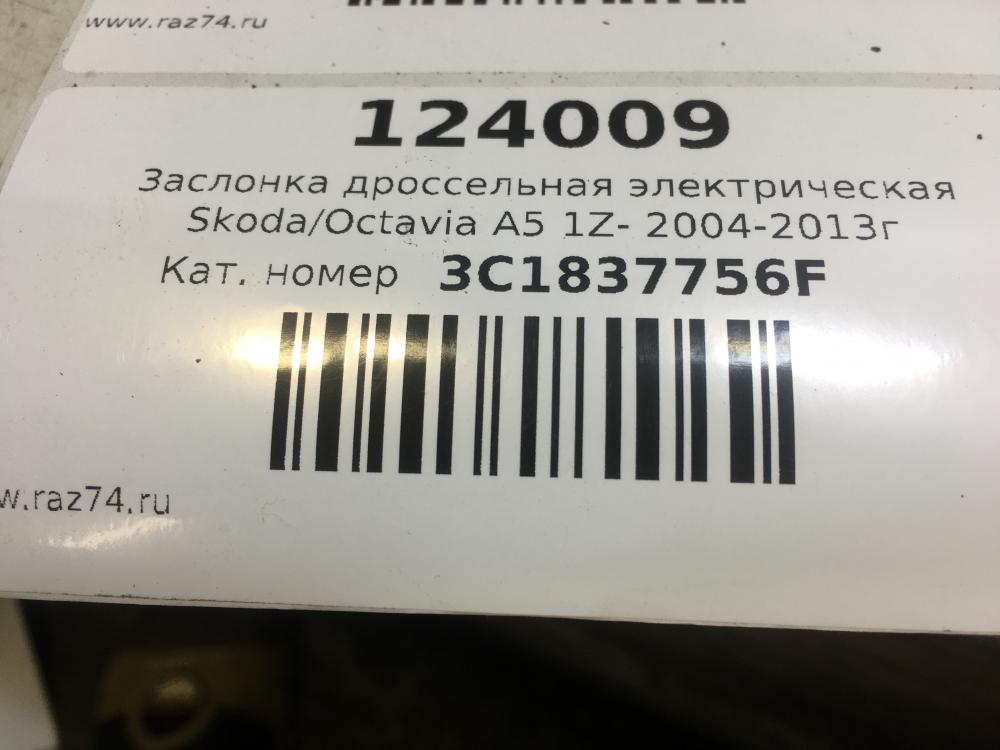 www.raz74.ru
124009
Заслонка дроссельная электрическая
Skoda/Octavia A5 1Z- 2004-2013г
Кат. номер 3C1837756F
w.raz74.ru